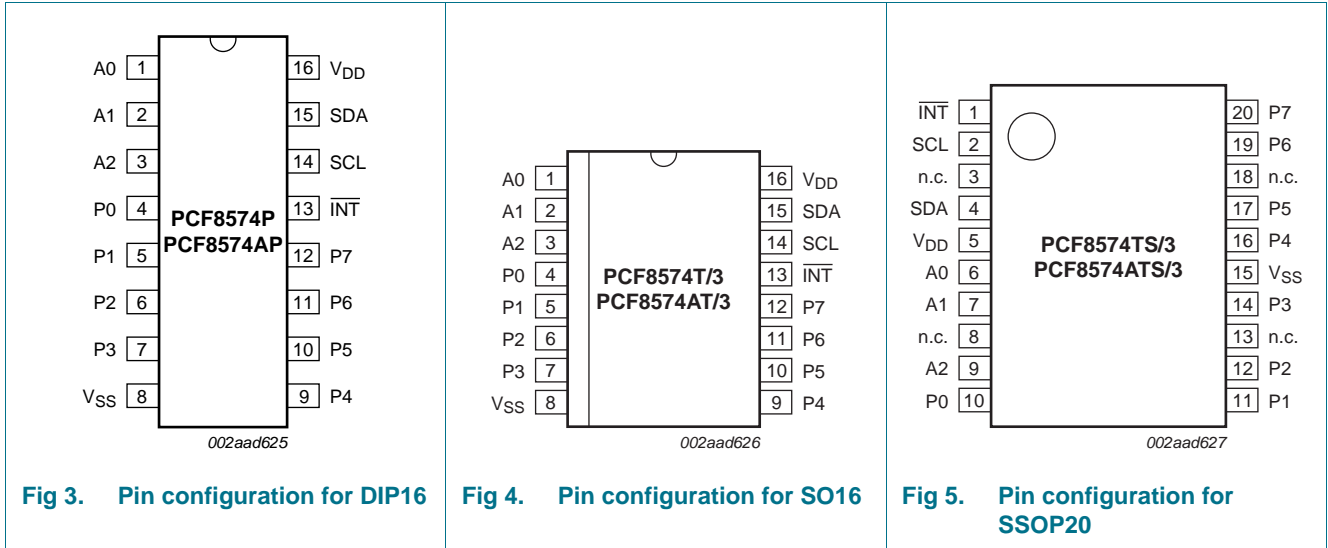 A0 1 16 VDD
A1 2 15 SDA
A2 3 14 SCL
P0 4 13 INT
PCF8574P
PCF8574AP
P1 5 12 P7
P2 6 11 P6
P3 7 10 P5
VSS 8 9 P4
002aad625
Fig 3. Pin configuration for DIP16
A0 1 16 VDD
A1 2 15 SDA
A2 3 14 SCL
P0 4 13 INT
PCF8574T/3
PCF8574AT/3
P1 5 12 P7
P2 6 11 P6
P3 7 10 P5
VSS 8 9 P4
002aad626
Fig 4. Pin configuration for SO16
INT 1 20 P7
SCL 2 19 P6
n.c. 3 18 n.c.
SDA 4 17 P5
VDD 5 16 P4
PCF8574TS/3
PCF8574ATS/3
A0 6 15 VSS
A1 7 14 P3
n.c. 8 13 n.c.
A2 9 12 P2
P0 10 11 P1
002aad627
Fig 5. Pin configuration for
SSOP20